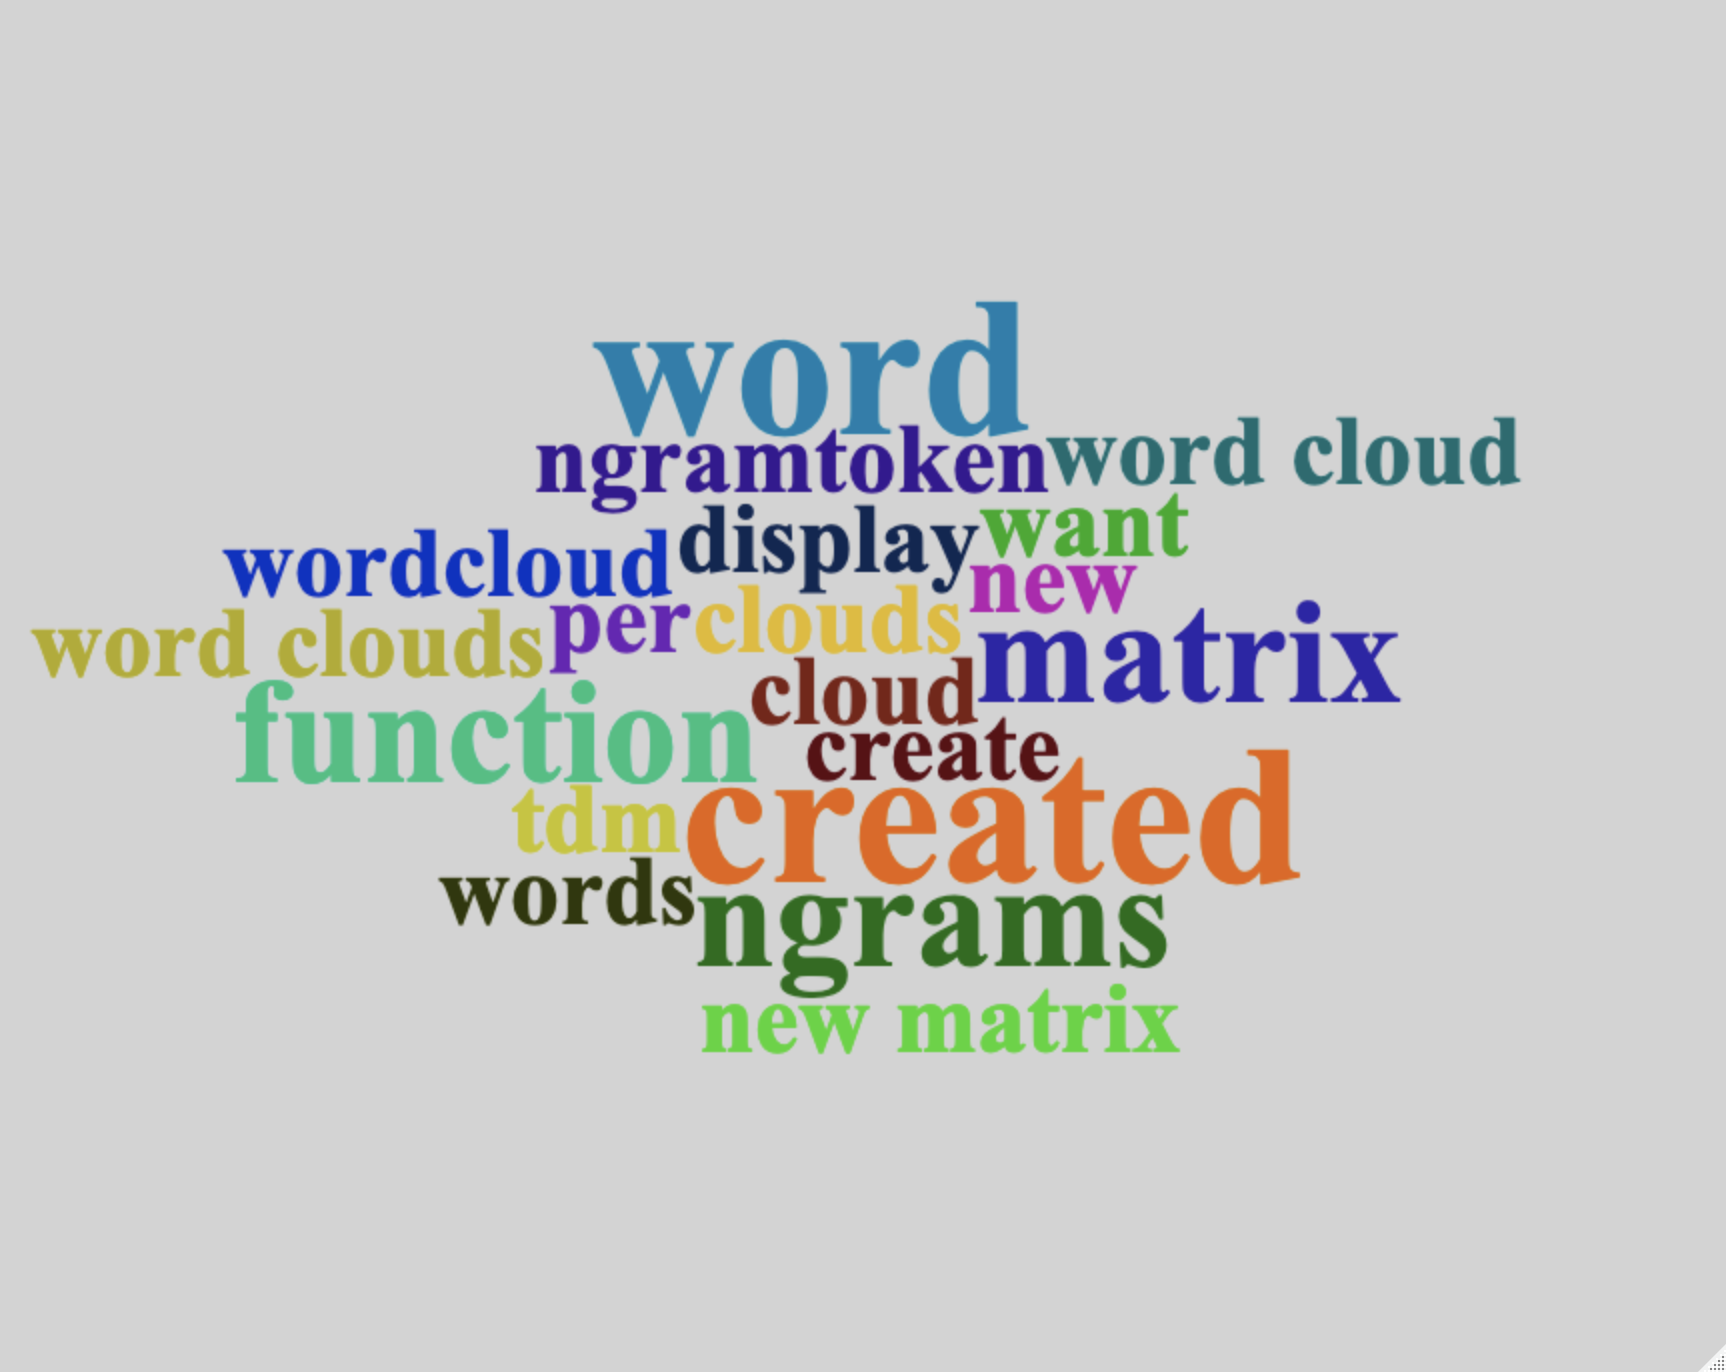 word
ngramtoken
word cloud
want
display
wordcloud
new
per
clouds
word clouds
matrix
cloud
function
create
created
tdm
words
ngrams
new matrix